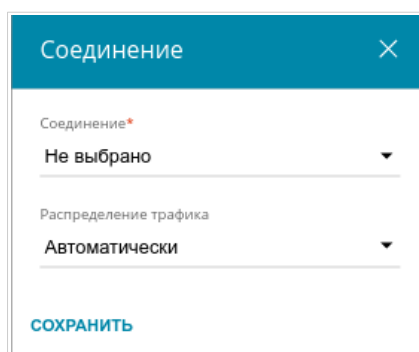 Соединение
Соединение*
Не выбрано
Распределение трафика
Автоматически
СОХРАНИТЬ